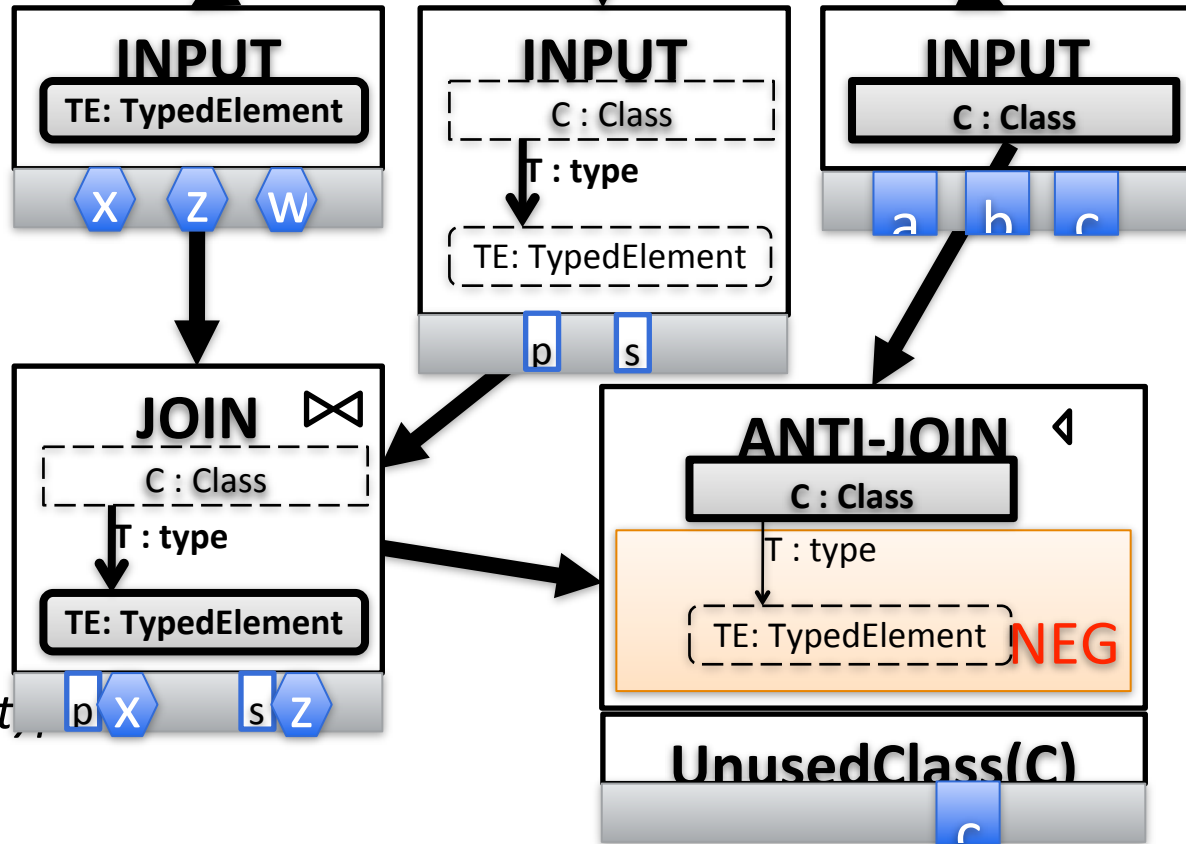 INPUT
TE: TypedElement
X Z W
INPUT
C : Class
T : type
TE: TypedElement
p s
INPUT
C : Class
a b c
JOIN
C : Class
T : type
TE: TypedElement
p X s Z
ANTI-JOIN
C : Class
T : type
TE: TypedElement
NEG
UnusedClass(C)
c